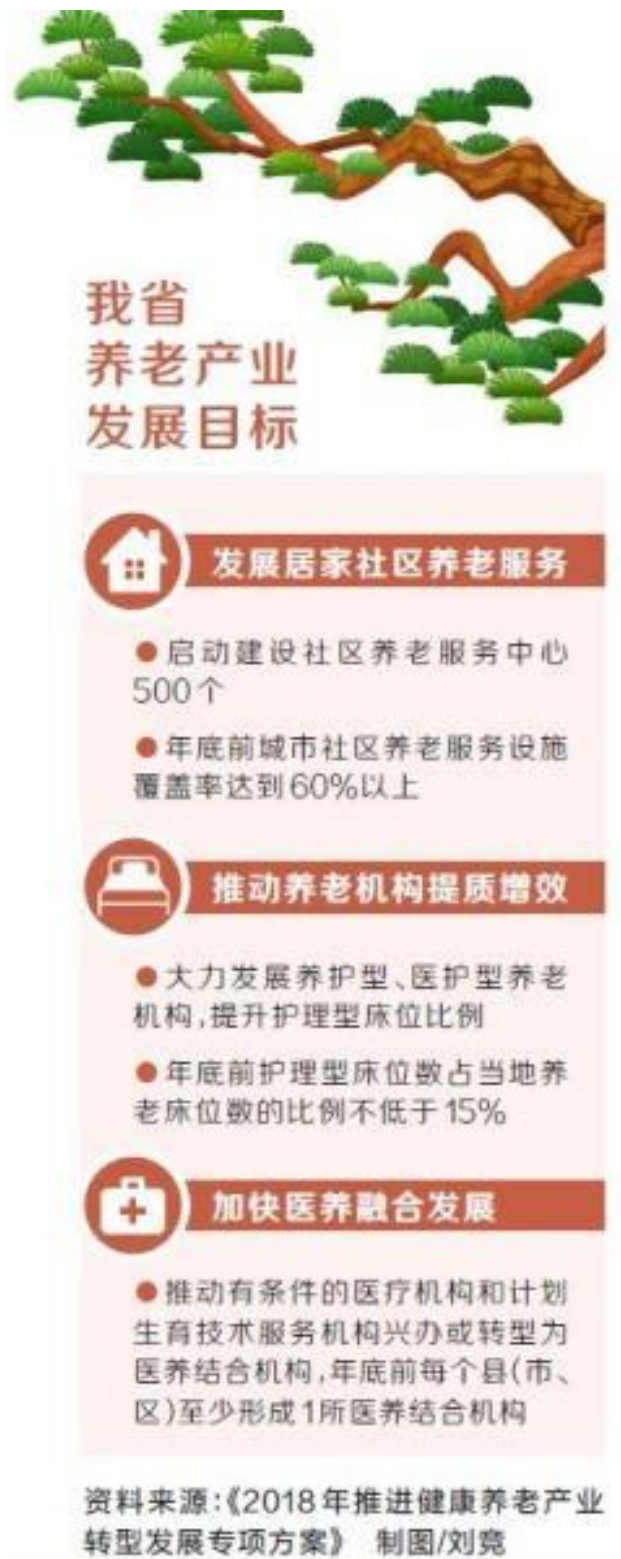 我省
养老产业
发展目标
发展居家社区养老服务
●启动建设社区养老服务中心
500个
●年底前城市社区养老服务设施
覆盖率达到60%以上
推动养老机构提质增效
●大力发展养护型、医护型养老
机构,提升护理型床位比例
●年底前护理型床位数占当地养
老床位数的比例不低于15%
加快医养融合发展
●推动有条件的医疗机构和计划
生育技术服务机构兴办或转型为
医养结合机构,年底前每个县(市、
区)至少形成1所医养结合机构
资料来源:《2018年推进健康养老产业
转型发展专项方案》 制图/刘竞